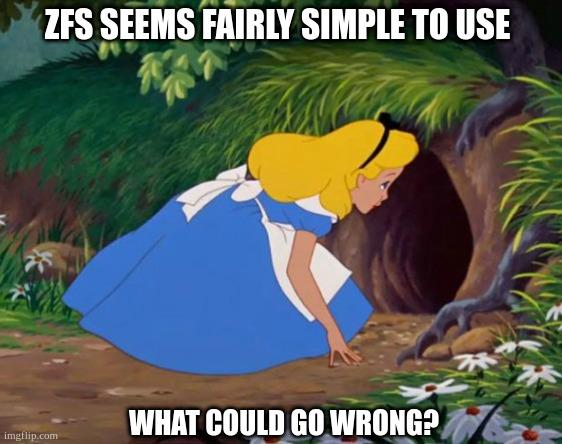 ZFS SEEMS FAIRLY SIMPLE TO USE
WHAT COULD GO WRONG?
imgflip.com